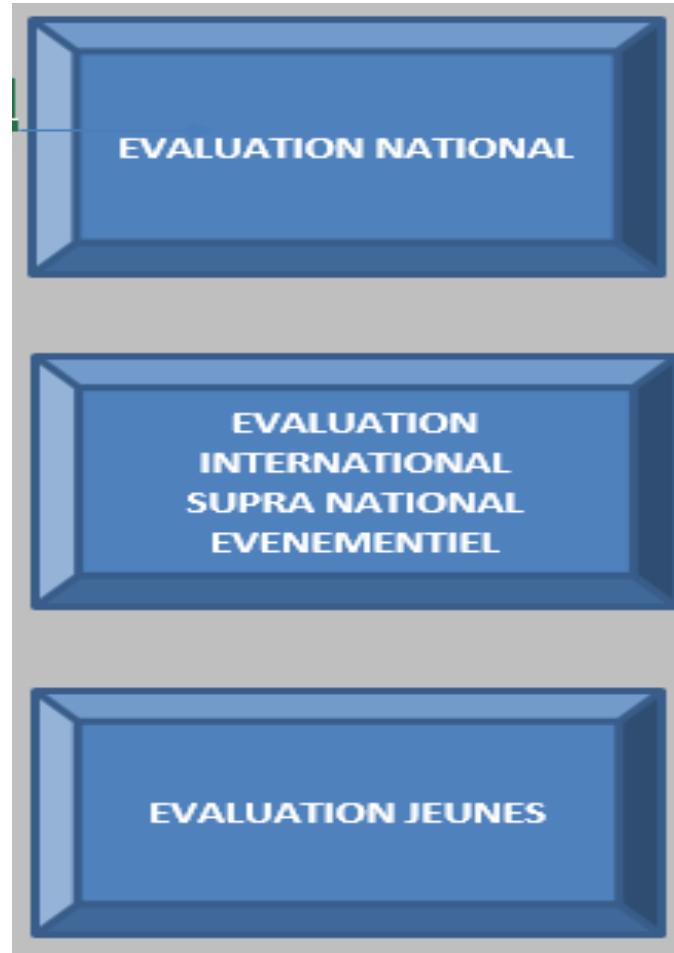 EVALUATION NATIONAL
EVALUATION
INTERNATIONAL
SUPRA NATIONAL
EVENEMENTIEL
EVALUATION JEUNES